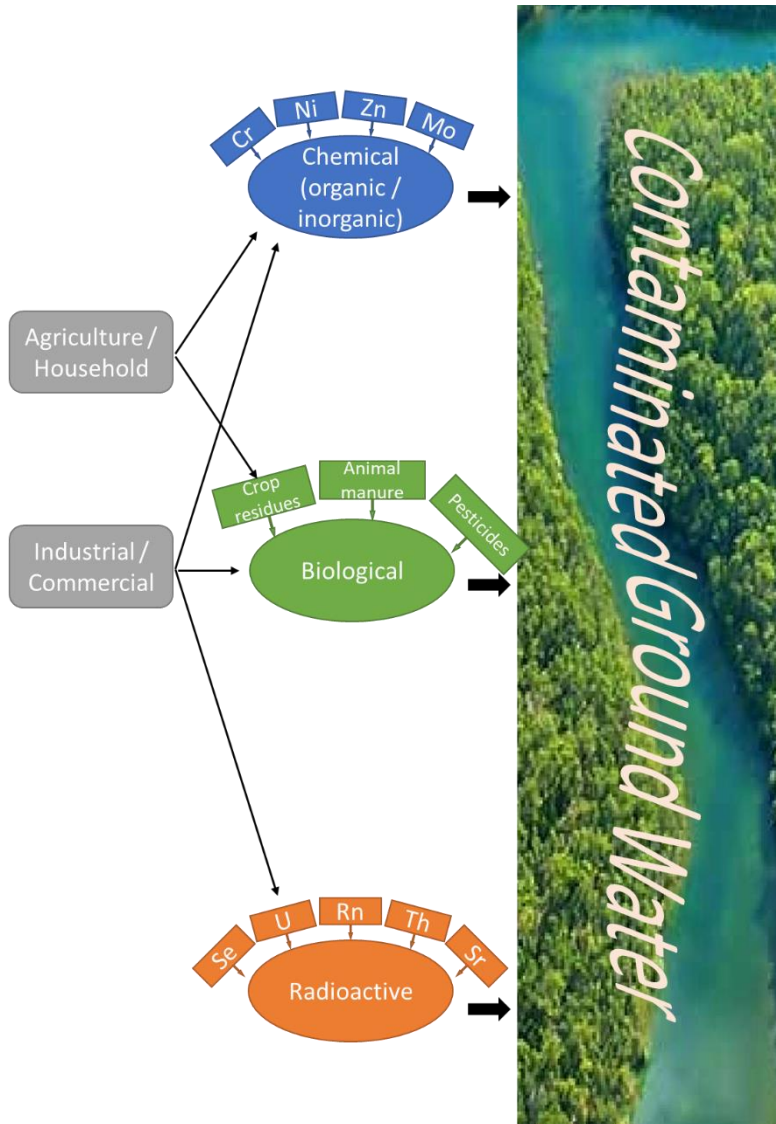 Cr
Ni
Zn
Mo
Chemical
(organic /
inorganic)
Agriculture /
Household
Crop
residues
Animal
manure
Pesticides
Industrial /
Commercial
Biological
Se
U
Rn
Th
Sr
Radioactive
Contaminated Ground Water